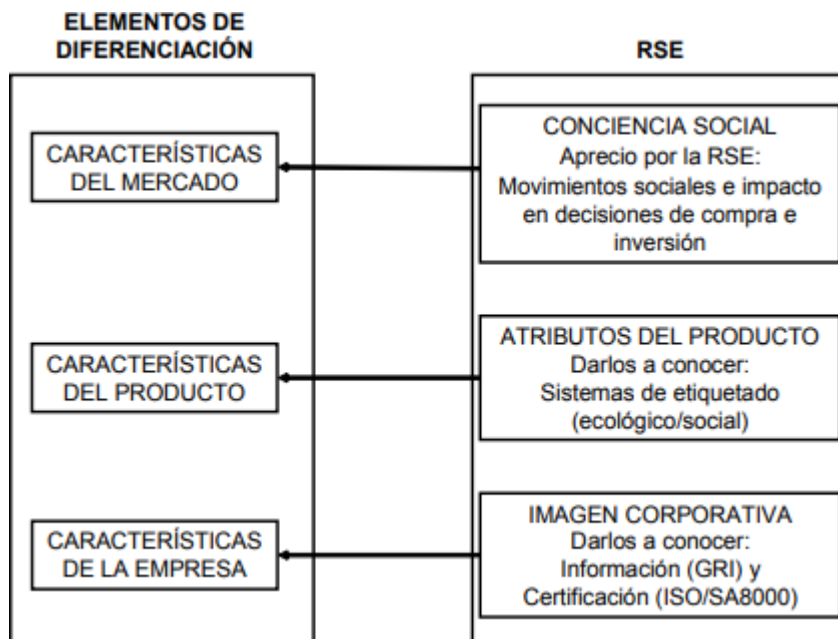 ELEMENTOS DE
DIFERENCIACIÓN
RSE
CARACTERÍSTICAS
DEL MERCADO
CONCIENCIA SOCIAL
Aprecio por la RSE:
Movimientos sociales e impacto
en decisiones de compra e
inversión
CARACTERÍSTICAS
DEL PRODUCTO
ATRIBUTOS DEL PRODUCTO
Darlos a conocer:
Sistemas de etiquetado
(ecológico/social)
CARACTERÍSTICAS
DE LA EMPRESA
IMAGEN CORPORATIVA
Darlos a conocer:
Información (GRI) y
Certificación (ISO/SA8000)